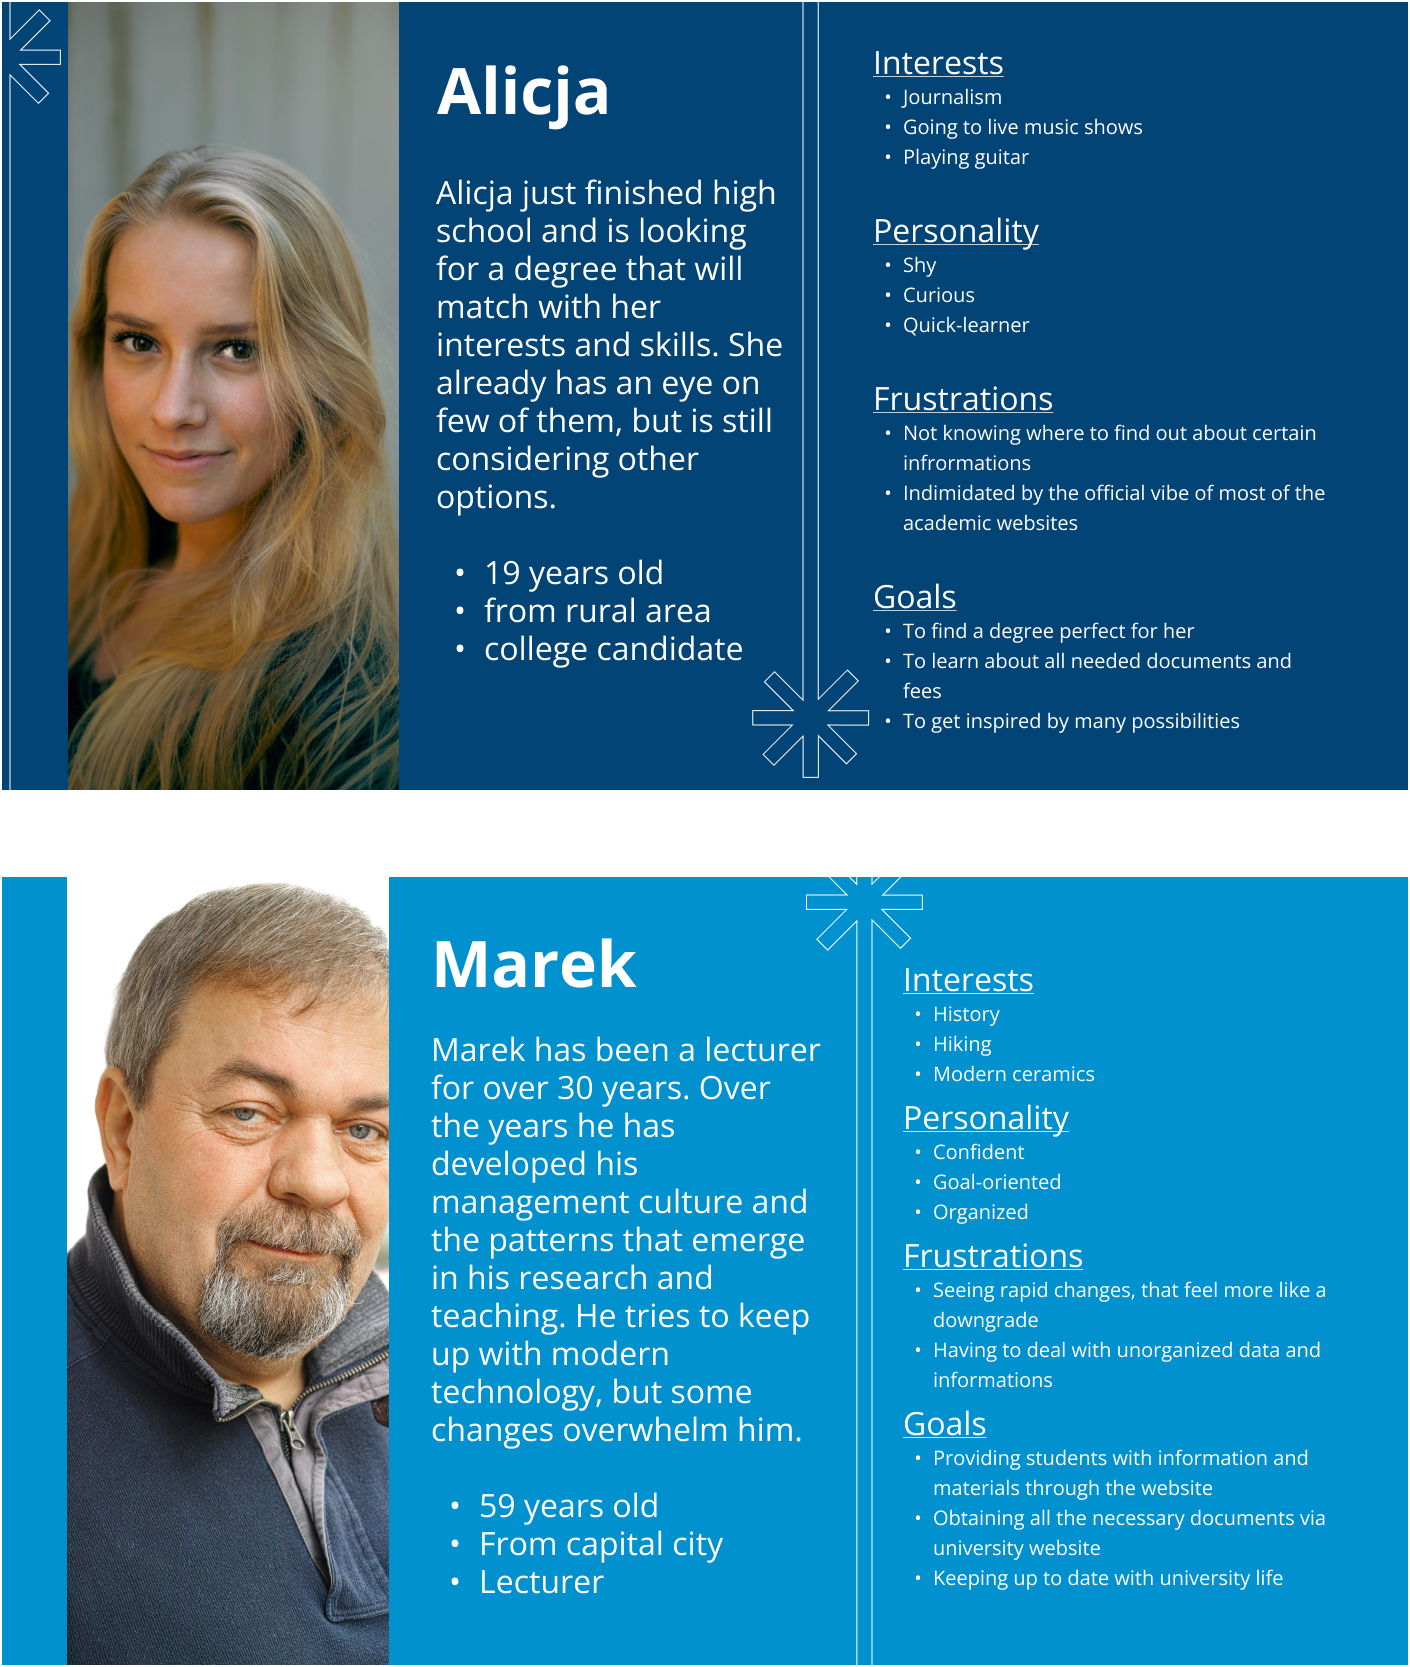 Alicja
Alicja just finished high
school and is looking
for a degree that will
match with her
interests and skills. She
already has an eye on
few of them, but is still
considering other
options.
• 19 years old
• from rural area
• college candidate
Interests
• Journalism
• Going to live music shows
• Playing guitar
Personality
• Shy
• Curious
• Quick-learner
Frustrations
• Not knowing where to find out about certain
infrormations
• Indimidated by the official vibe of most of the
academic websites
Goals
• To find a degree perfect for her
• To learn about all needed documents and
fees
• To get inspired by many possibilities
Marek
Marek has been a lecturer
for over 30 years. Over
the years he has
developed his
management culture and
the patterns that emerge
in his research and
teaching. He tries to keep
up with modern
technology, but some
changes overwhelm him.
• 59 years old
• From capital city
• Lecturer
Interests
• History
• Hiking
• Modern ceramics
Personality
• Confident
• Goal-oriented
• Organized
Frustrations
• Seeing rapid changes, that feel more like a
downgrade
• Having to deal with unorganized data and
informations
Goals
• Providing students with information and
materials through the website
• Obtaining all the necessary documents via
university website
• Keeping up to date with university life